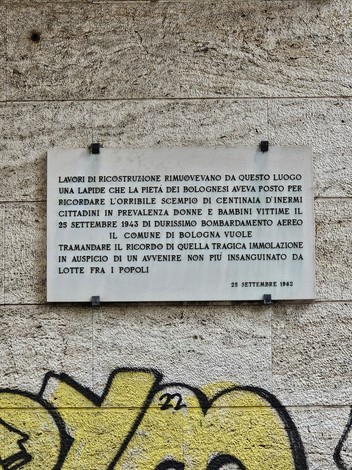 LAVORI DI RICOSTRUZIONE RIMUOVEVANO DA QUESTO LUOGO
UNA LAPIDE CHE LA PIETÁ DEI BOLOGNESI AVEVA POSTO PER
RICORDARE L'ORRIBILE SCEMPIO DI CENTINAIA D'INERMI
CITTADINI IN PREVALENZA DONNE E BAMBINI VITTIME IL
25 SETTEMBRE 1943 DI DURISSIMO BOMBARDAMENTO AEREO
IL COMUNE DI BOLOGNA VUOLE
TRAMANDARE IL RICORDO DI QUELLA TRAGICA IMMOLAZIONE
IN AUSPICIO DI UN AVVENIRE NON PIÚ INSANGUINATO DA
LOTTE FRA I POPOLI
25 SETTEMBRE 1962
22